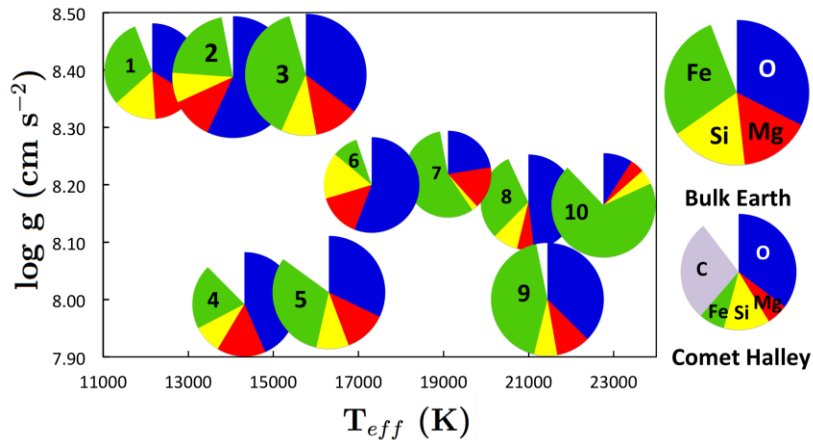 8.50
8.40
8.30
8.20
8.10
8.00
7.90
log g (cm s⁻²)
1
2
3
6
7
8
10
4
5
9
11000 13000 15000 17000 19000 21000 23000
T_eff (K)
Fe
O
Si
Mg
Bulk Earth
C
O
Fe
Si
Mg
Comet Halley